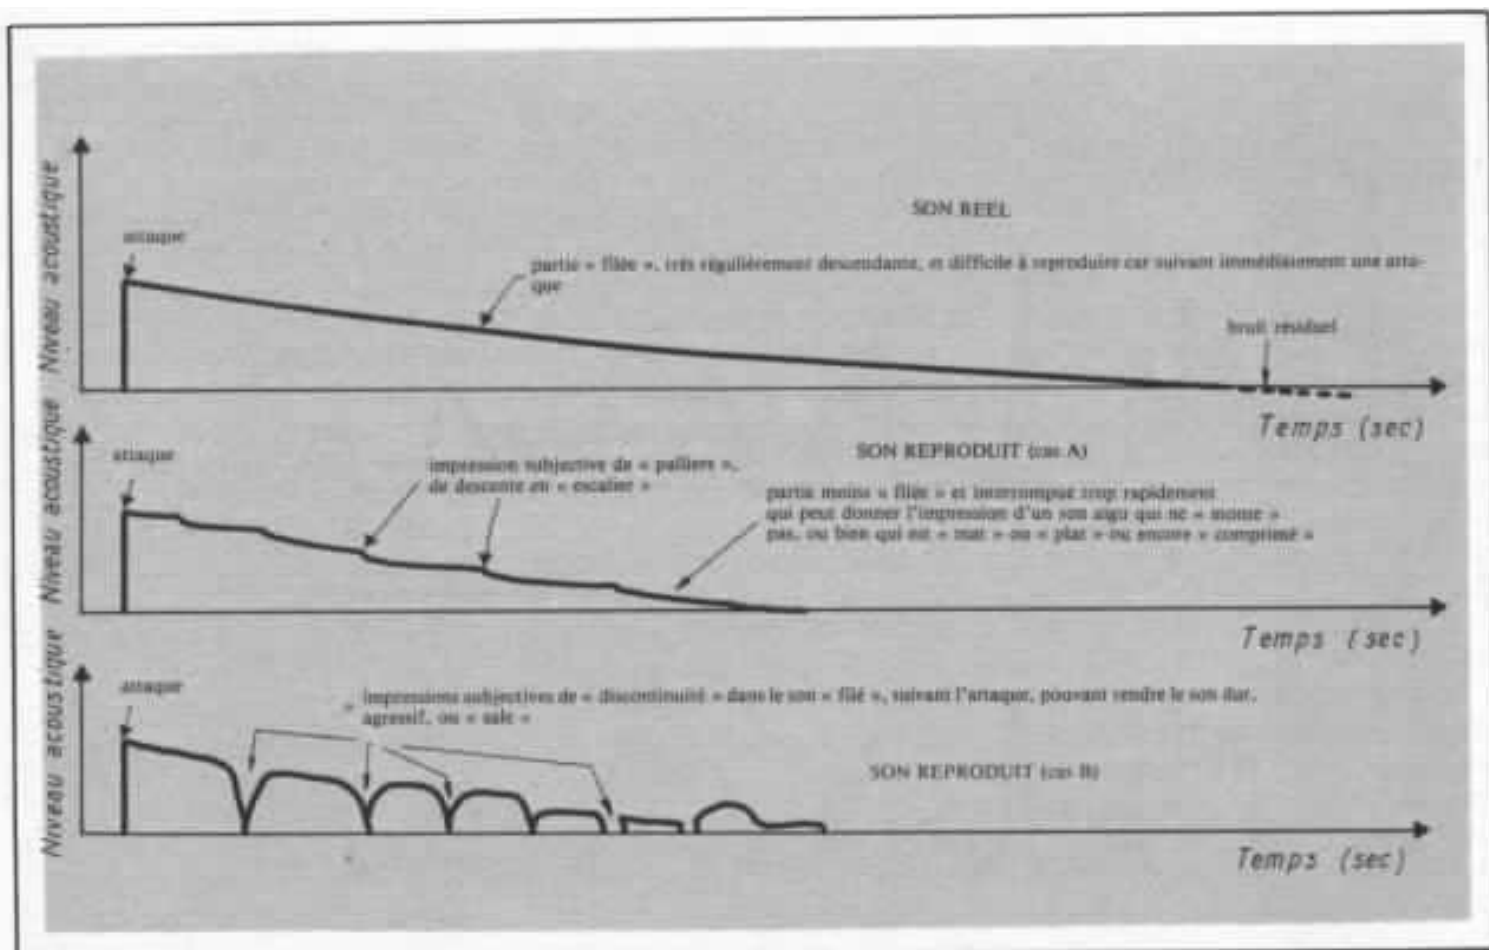 Niveau acoustique
attaque
SON REEL
partie « filée », très régulièrement descendante, et difficile à reproduire car suivant immédiatement une atta-
que
bruit résiduel
Temps (sec)
Niveau acoustique
attaque
impression subjective de « palliers »,
de descente en « escalier »
SON REPRODUIT (cas A)
partie moins « filée » et interrompue trop rapidement
qui peut donner l'impression d'un son aigu qui ne « monte »
pas, ou bien qui est « mat » ou « plat » ou encore « comprimé »
Temps (sec)
Niveau acoustique
attaque
impressions subjectives de « discontinuité » dans le son « filé », suivant l'attaque, pouvant rendre le son dur,
agressif, ou « sale »
SON REPRODUIT (cas B)
Temps (sec)